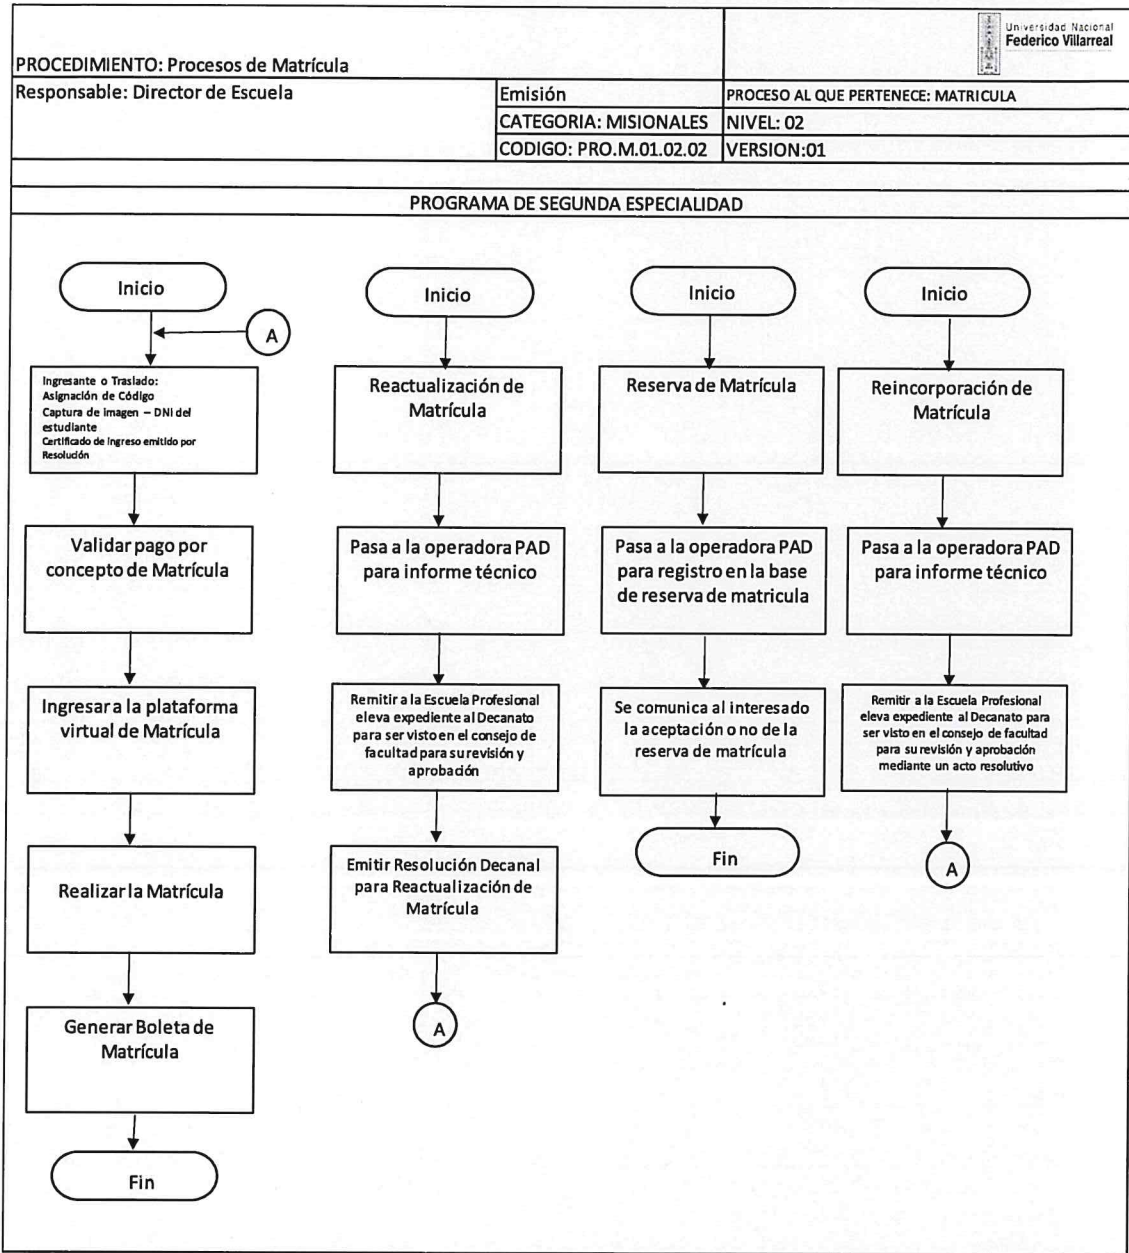 Universidad Nacional
Federico Villarreal
PROCEDIMIENTO: Procesos de Matrícula
Responsable: Director de Escuela
Emisión
PROCESO AL QUE PERTENECE: MATRICULA
CATEGORIA: MISIONALES
NIVEL: 02
CODIGO: PRO.M.01.02.02
VERSION:01
PROGRAMA DE SEGUNDA ESPECIALIDAD
Inicio
A
Ingresante o Traslado:
Asignación de Código
Captura de imagen – DNI del
estudiante
Certificado de ingreso emitido por
Resolución
Validar pago por
concepto de Matrícula
Ingresar a la plataforma
virtual de Matrícula
Realizar la Matrícula
Generar Boleta de
Matrícula
Fin
Inicio
Reactualización de
Matrícula
Pasa a la operadora PAD
para informe técnico
Remitir a la Escuela Profesional
eleva expediente al Decanato
para ser visto en el consejo de
facultad para su revisión y
aprobación
Emitir Resolución Decanal
para Reactualización de
Matrícula
A
Inicio
Reserva de Matrícula
Pasa a la operadora PAD
para registro en la base
de reserva de matricula
Se comunica al interesado
la aceptación o no de la
reserva de matrícula
Fin
Inicio
Reincorporación de
Matrícula
Pasa a la operadora PAD
para informe técnico
Remitir a la Escuela Profesional
eleva expediente al Decanato para
ser visto en el consejo de facultad
para su revisión y aprobación
mediante un acto resolutivo
A